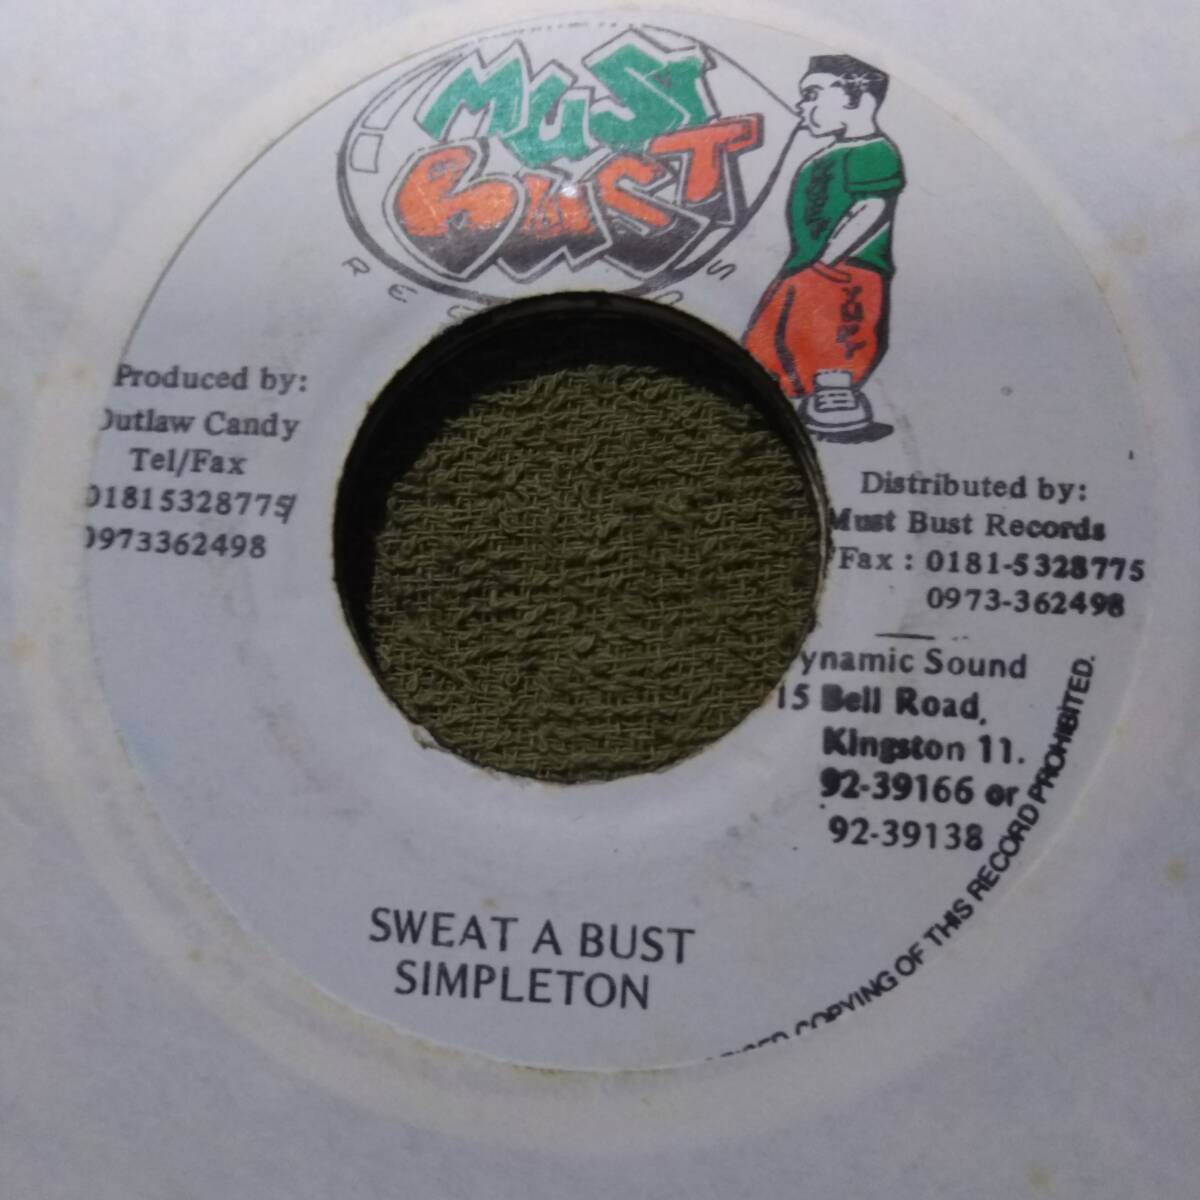 MUST
BUST
Produced by:
Outlaw Candy
Tel/Fax
01815328775/
0973362498
Distributed by:
Must Bust Records
Fax : 0181-5328775
0973-362498
ynamic Sound
15 Bell Road,
Kingston 11.
92-39166 or
92-39138
SWEAT A BUST
SIMPLETON
COPYING OF THIS RECORD PROHIBITED.